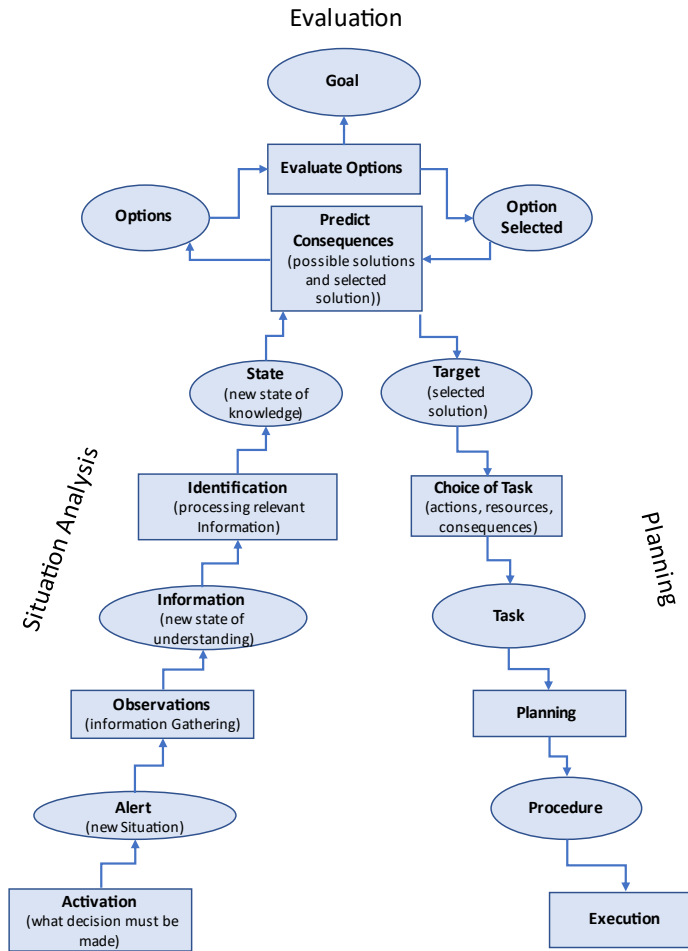 Evaluation
Goal
Evaluate Options
Options
Option
Selected
Predict
Consequences
(possible solutions
and selected
solution))
State
(new state of
knowledge)
Target
(selected
solution)
Situation Analysis
Identification
(processing relevant
Information)
Choice of Task
(actions, resources,
consequences)
Planning
Information
(new state of
understanding)
Task
Observations
(information Gathering)
Planning
Alert
(new Situation)
Procedure
Activation
(what decision must be
made)
Execution